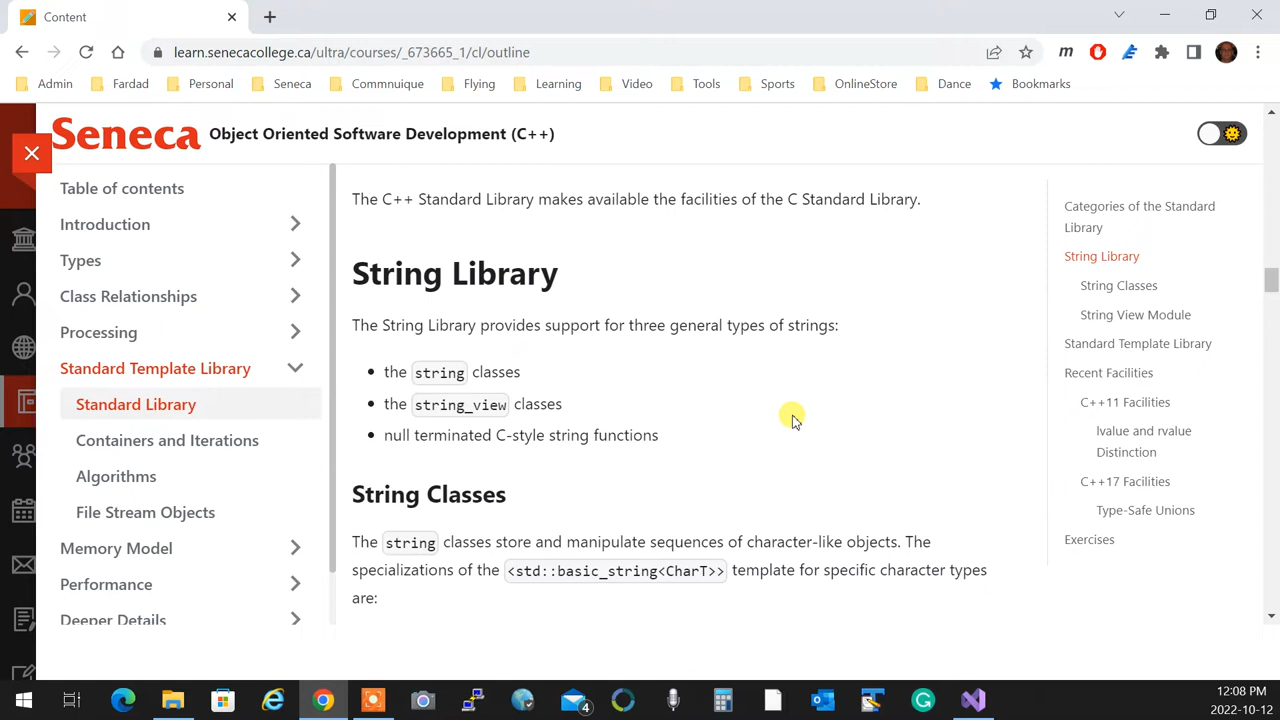 Content
learn.senecacollege.ca/ultra/courses/_673665_1/cl/outline
m
Admin Fardad Personal Seneca Commnuique Flying Learning Video Tools Sports OnlineStore Dance Bookmarks
Seneca Object Oriented Software Development (C++)
Table of contents
Introduction
Types
Class Relationships
Processing
Standard Template Library
Standard Library
Containers and Iterations
Algorithms
File Stream Objects
Memory Model
Performance
Deeper Details
The C++ Standard Library makes available the facilities of the C Standard Library.
String Library
The String Library provides support for three general types of strings:
• the string classes
• the string_view classes
• null terminated C-style string functions
String Classes
The string classes store and manipulate sequences of character-like objects. The
specializations of the <std::basic_string<CharT>> template for specific character types
are:
Categories of the Standard
Library
String Library
String Classes
String View Module
Standard Template Library
Recent Facilities
C++11 Facilities
lvalue and rvalue
Distinction
C++17 Facilities
Type-Safe Unions
Exercises
4
12:08 PM
2022-10-12